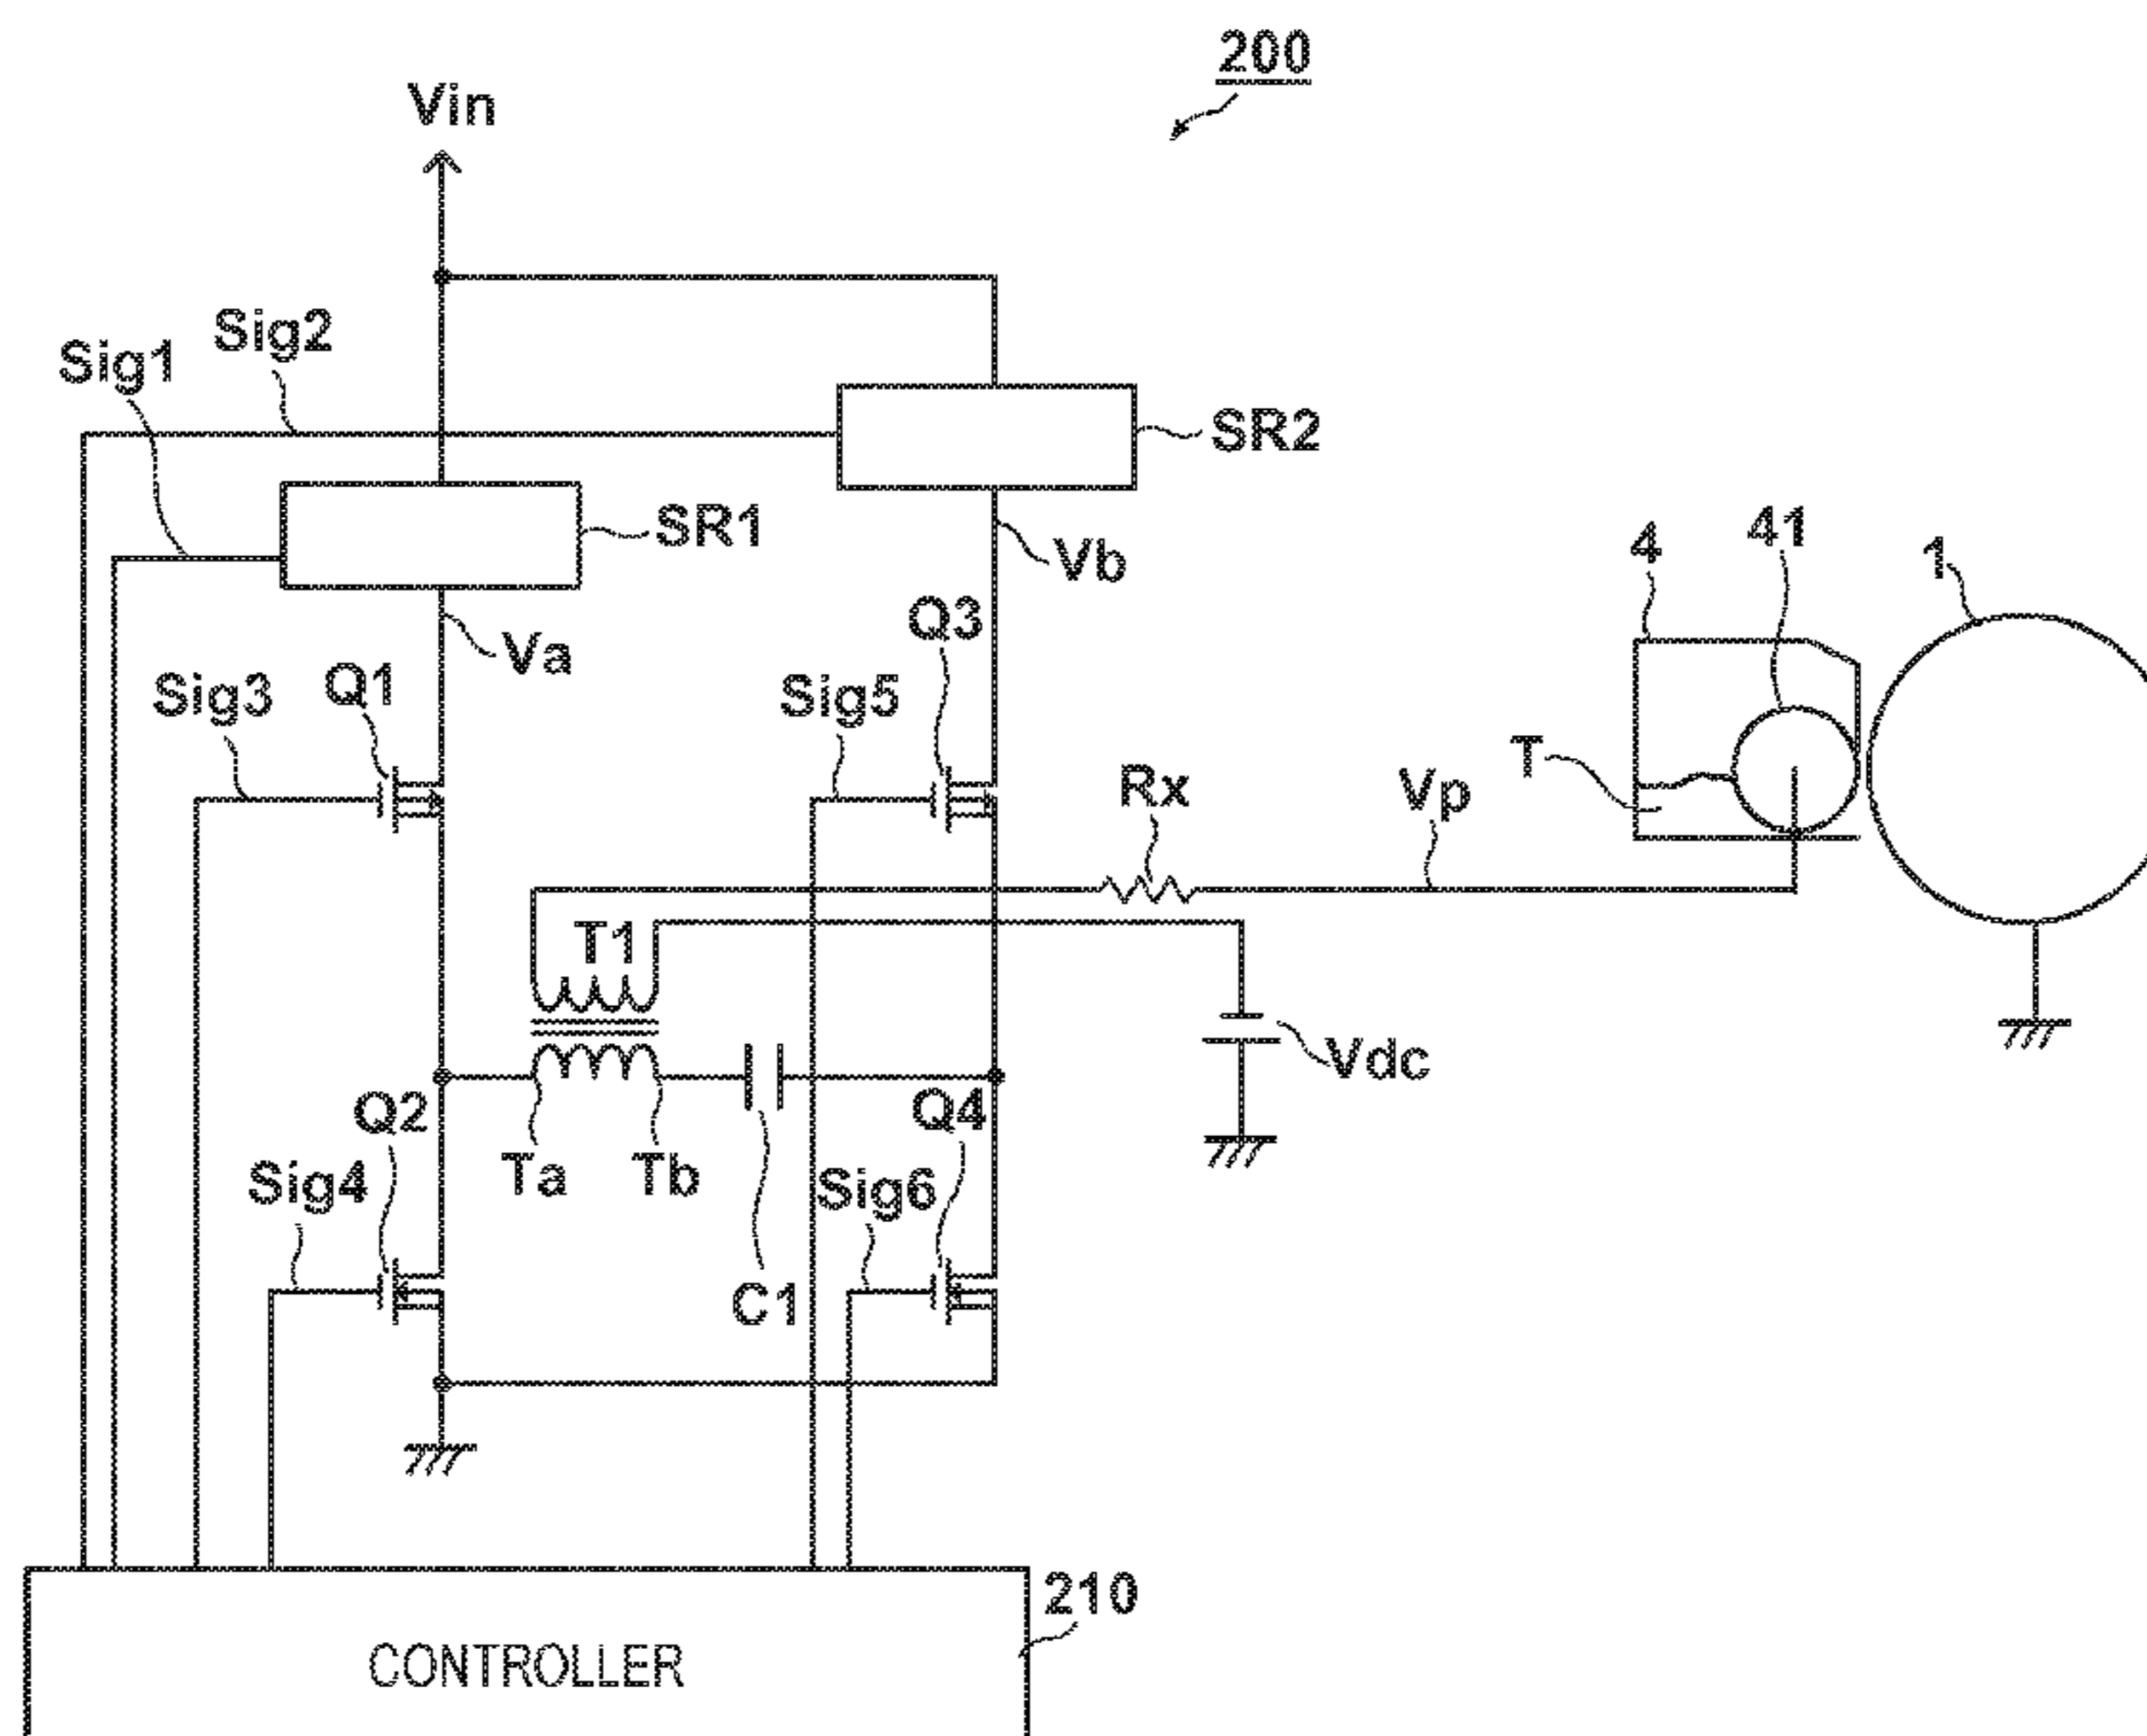 200
Vin
Sig2
Sig1
SR2
SR1
Vb
4
41
1
Q3
Va
Sig3
Q1
Sig5
T
Rx
Vp
T1
Vdc
Q2
Q4
Ta
Tb
Sig4
Sig6
C1
210
CONTROLLER